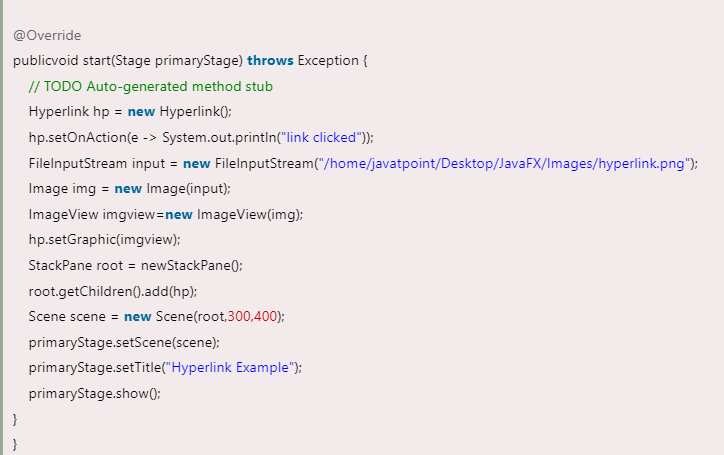 @Override
publicvoid start(Stage primaryStage) throws Exception {
// TODO Auto-generated method stub
Hyperlink hp = new Hyperlink();
hp.setOnAction(e -> System.out.println("link clicked"));
FileInputStream input = new FileInputStream("/home/javatpoint/Desktop/JavaFX/Images/hyperlink.png");
Image img = new Image(input);
ImageView imgview=new ImageView(img);
hp.setGraphic(imgview);
StackPane root = newStackPane();
root.getChildren().add(hp);
Scene scene = new Scene(root,300,400);
primaryStage.setScene(scene);
primaryStage.setTitle("Hyperlink Example");
primaryStage.show();
}
}